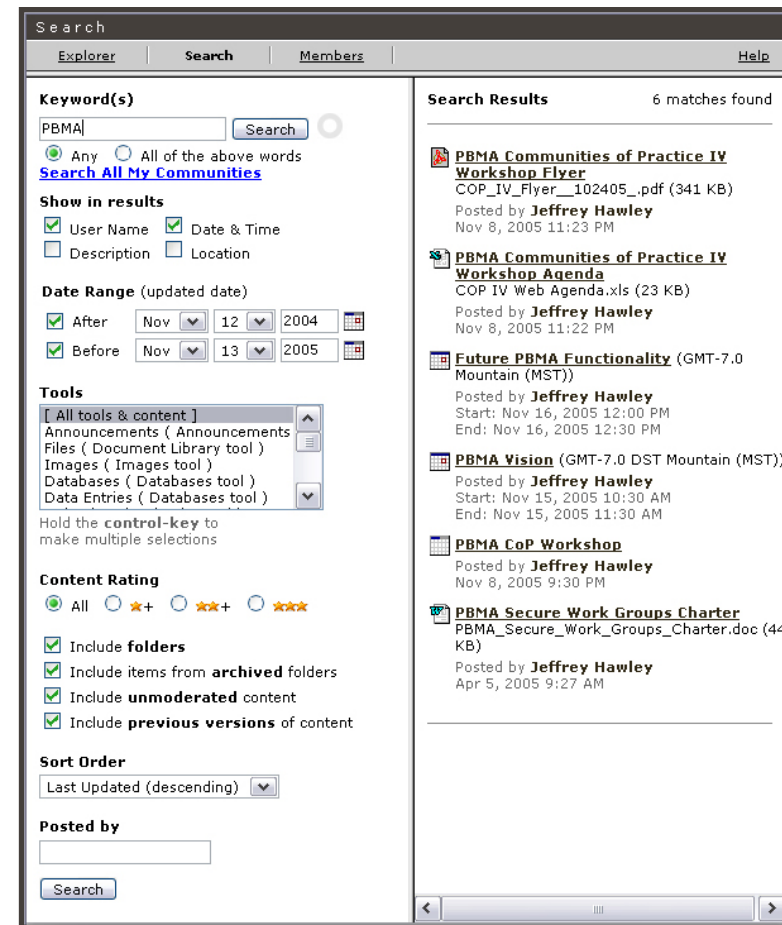 Search
Explorer Search Members Help
Keyword(s)
PBMA Search
Any All of the above words
Search All My Communities
Show in results
User Name Date & Time
Description Location
Date Range (updated date)
After Nov 12 2004
Before Nov 13 2005
Tools
[ All tools & content ]
Announcements ( Announcements
Files ( Document Library tool )
Images ( Images tool )
Databases ( Databases tool )
Data Entries ( Databases tool )
Hold the control-key to
make multiple selections
Content Rating
All + +
Include folders
Include items from archived folders
Include unmoderated content
Include previous versions of content
Sort Order
Last Updated (descending)
Posted by
Search
Search Results 6 matches found
PBMA Communities of Practice IV
Workshop Flyer
COP_IV_Flyer__102405_.pdf (341 KB)
Posted by Jeffrey Hawley
Nov 8, 2005 11:23 PM
PBMA Communities of Practice IV
Workshop Agenda
COP IV Web Agenda.xls (23 KB)
Posted by Jeffrey Hawley
Nov 8, 2005 11:22 PM
Future PBMA Functionality (GMT-7.0
Mountain (MST))
Posted by Jeffrey Hawley
Start: Nov 16, 2005 12:00 PM
End: Nov 16, 2005 12:30 PM
PBMA Vision (GMT-7.0 DST Mountain (MST))
Posted by Jeffrey Hawley
Start: Nov 15, 2005 10:30 AM
End: Nov 15, 2005 11:30 AM
PBMA CoP Workshop
Posted by Jeffrey Hawley
Nov 8, 2005 9:30 PM
PBMA Secure Work Groups Charter
PBMA_Secure_Work_Groups_Charter.doc (44
KB)
Posted by Jeffrey Hawley
Apr 5, 2005 9:27 AM